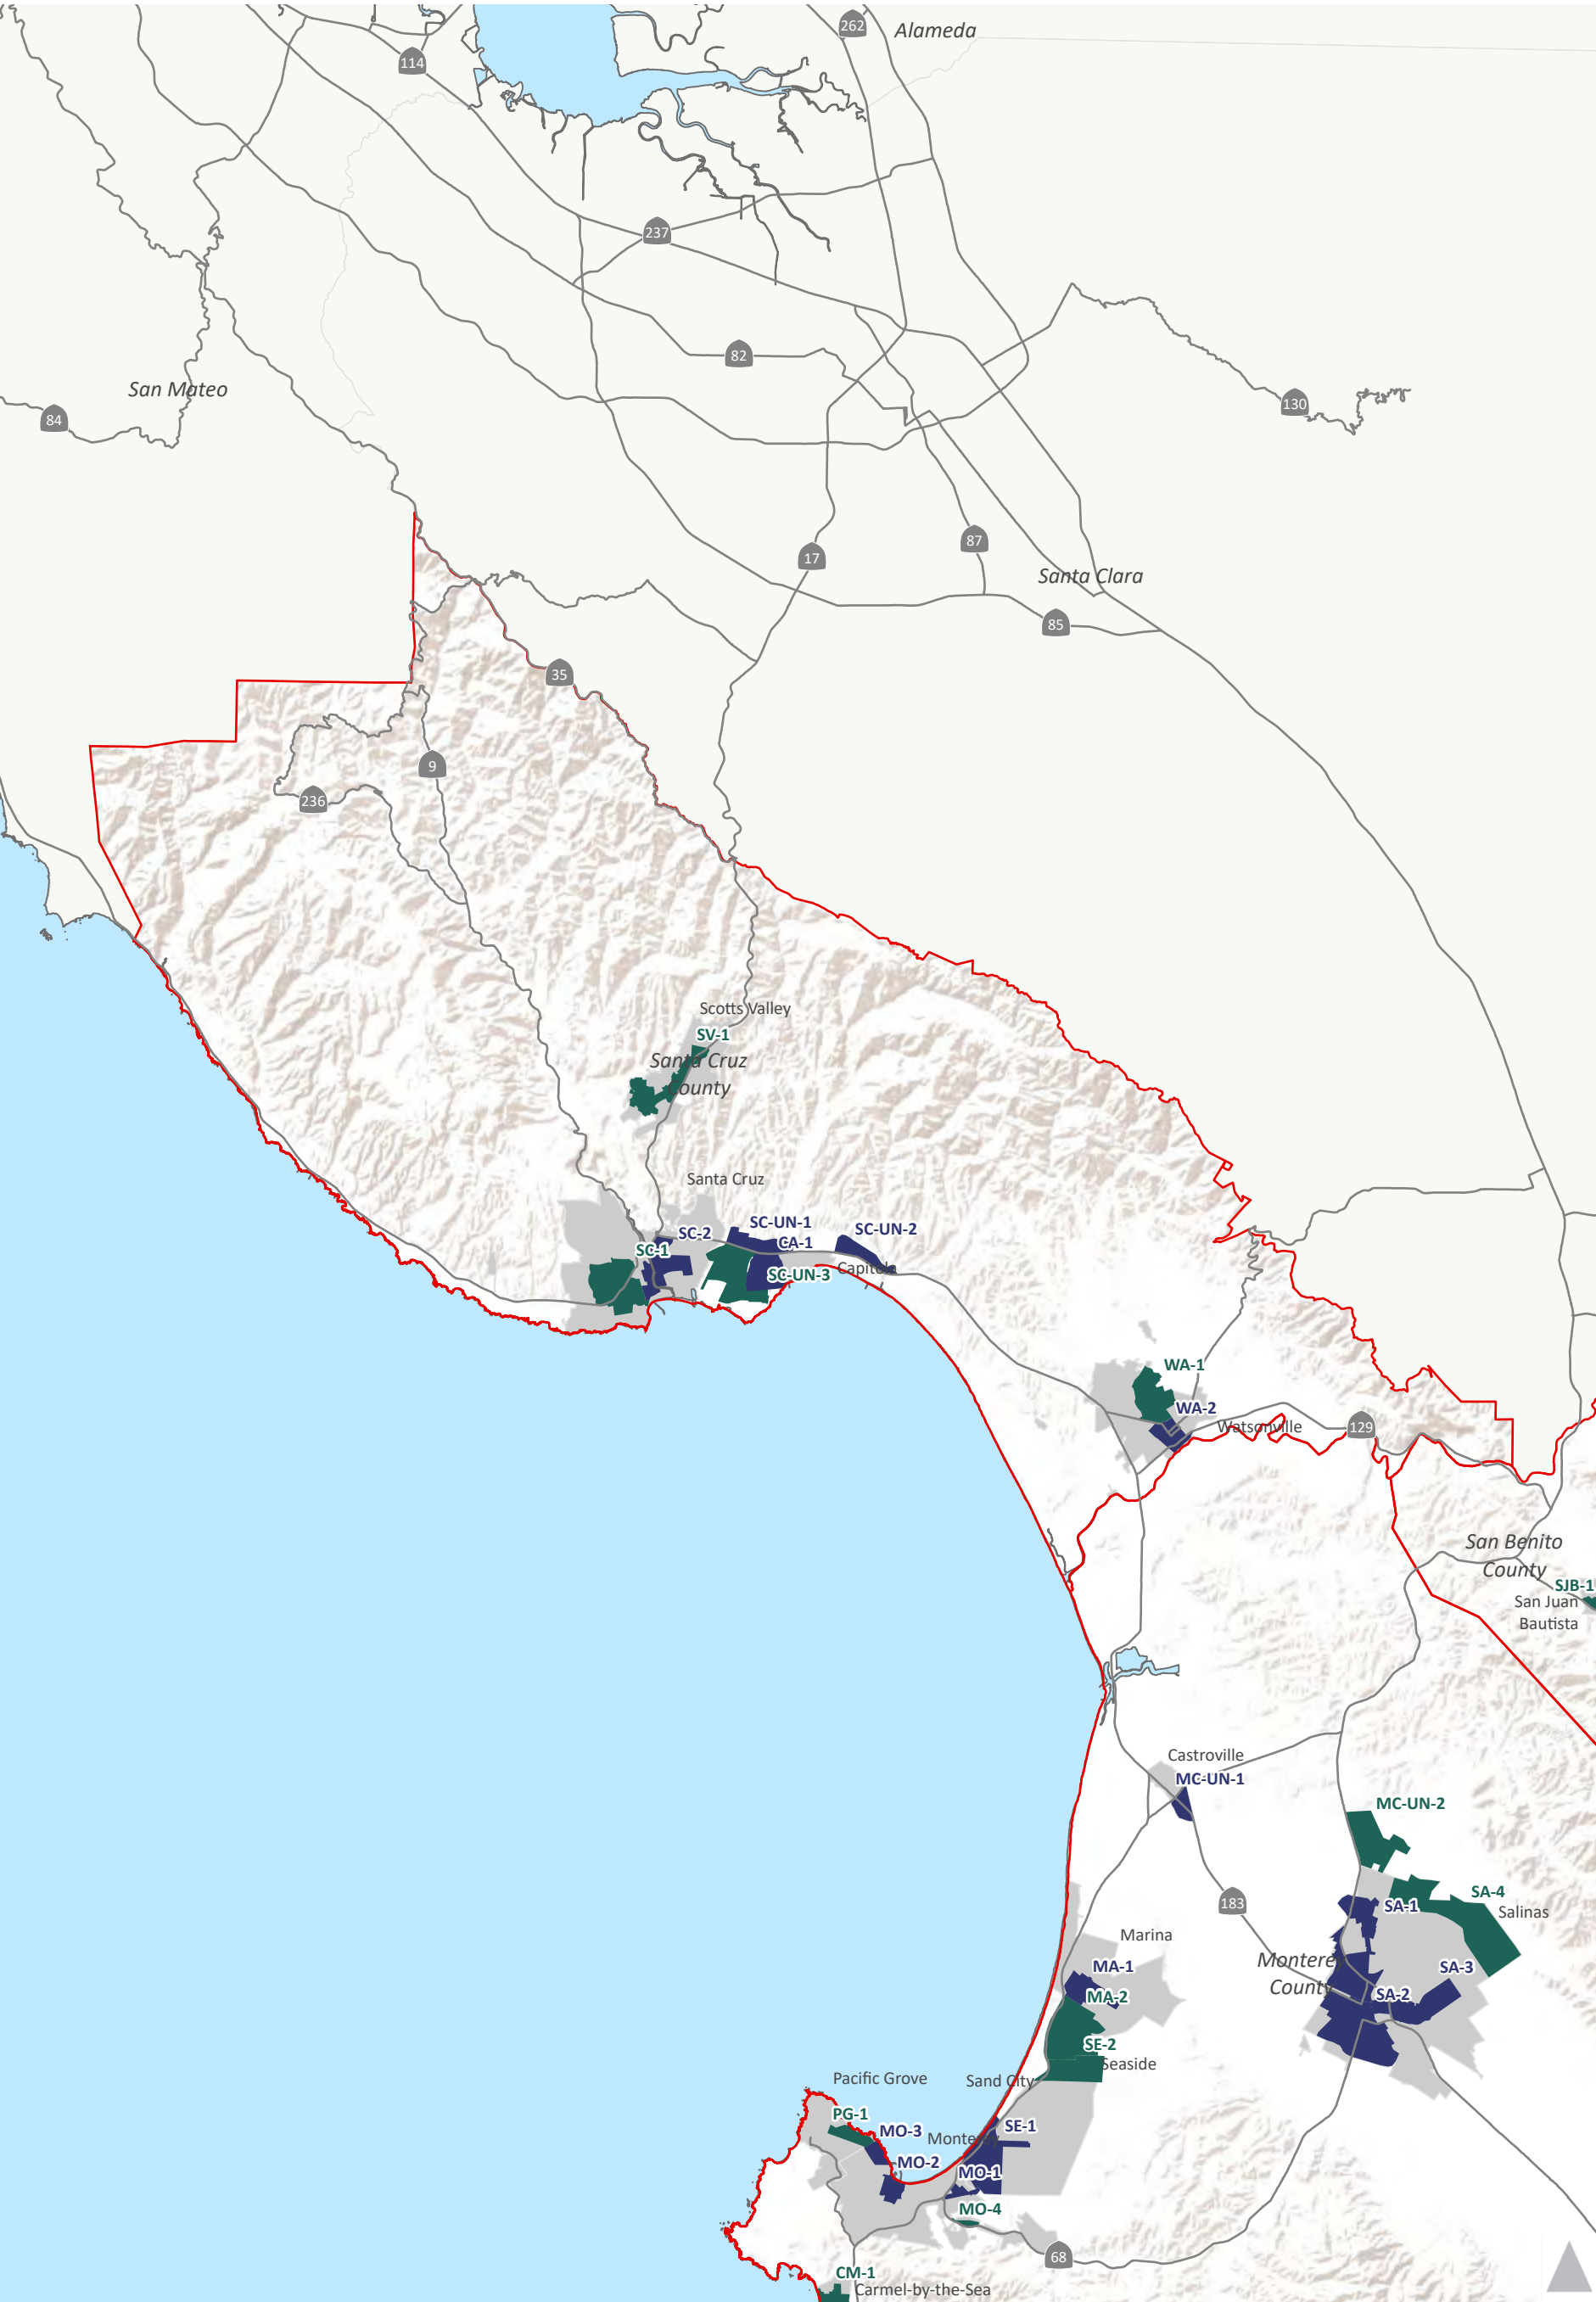 262
Alameda
114
237
82
San Mateo
84
130
17
87
Santa Clara
85
35
9
236
Scotts Valley
SV-1
Santa Cruz
County
Santa Cruz
SC-UN-1
SC-2
SC-UN-2
CA-1
SC-1
Capitola
SC-UN-3
WA-1
WA-2
Watsonville
129
San Benito
County
SJB-1
San Juan
Bautista
Castroville
MC-UN-1
MC-UN-2
SA-4
183
SA-1
Salinas
Marina
Monterey
County
MA-1
SA-3
MA-2
SA-2
SE-2
Seaside
Pacific Grove
Sand City
PG-1
SE-1
MO-3
Monterey
MO-2
MO-1
MO-4
68
CM-1
Carmel-by-the-Sea